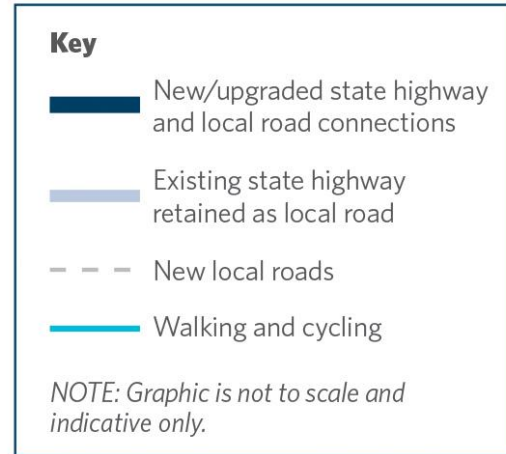 Key
New/upgraded state highway
and local road connections
Existing state highway
retained as local road
New local roads
Walking and cycling
NOTE: Graphic is not to scale and
indicative only.